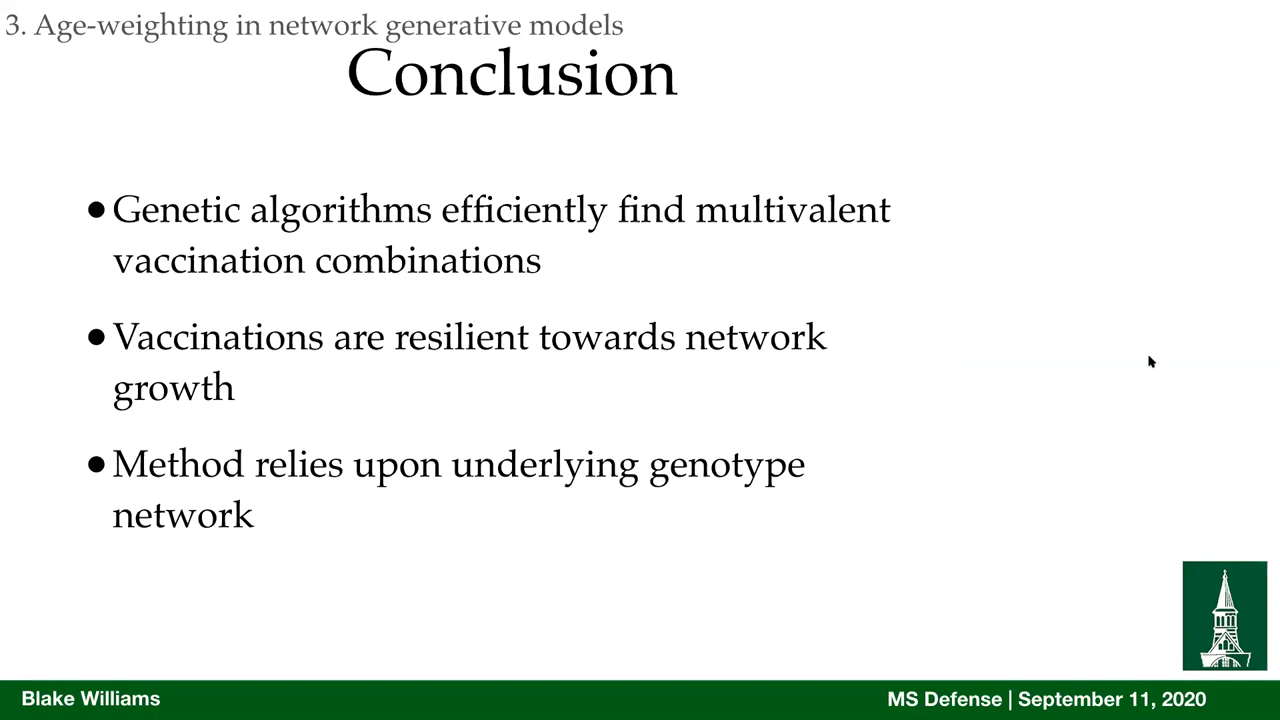 3. Age-weighting in network generative models
Conclusion
•Genetic algorithms efficiently find multivalent
vaccination combinations
•Vaccinations are resilient towards network
growth
•Method relies upon underlying genotype
network
Blake Williams
MS Defense | September 11, 2020